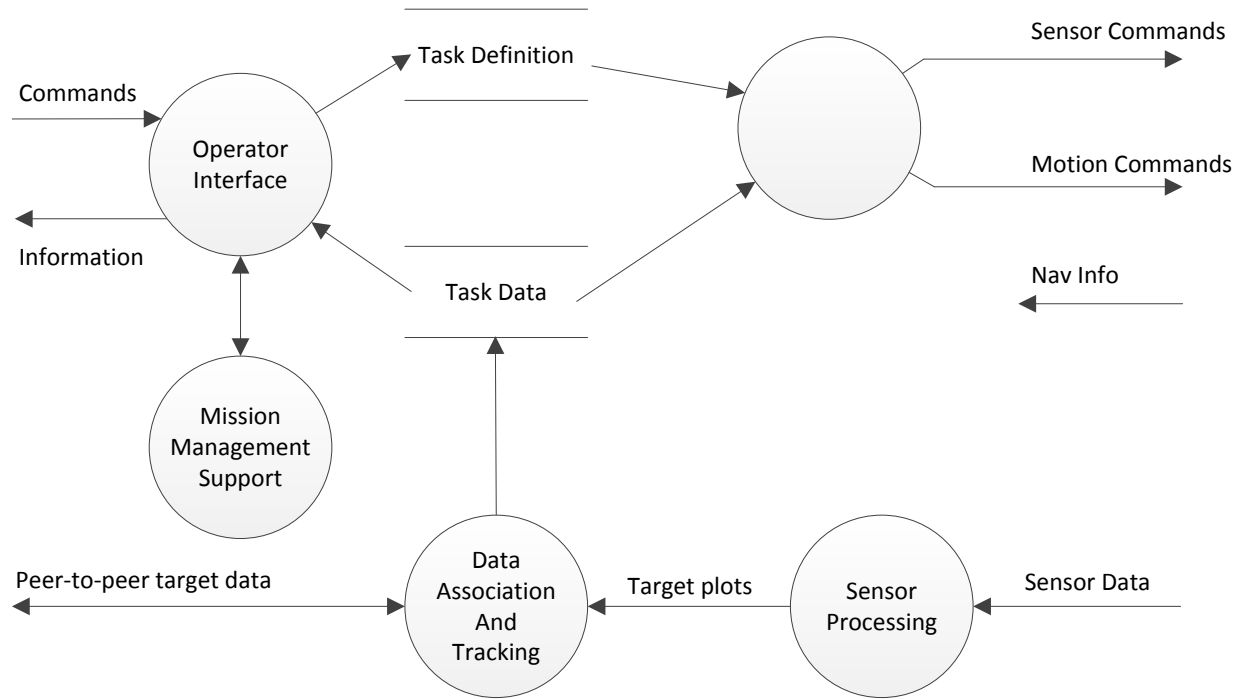 Commands
Information
Operator
Interface
Task Definition
Task Data
Sensor Commands
Motion Commands
Nav Info
Mission
Management
Support
Peer-to-peer target data
Data
Association
And
Tracking
Target plots
Sensor
Processing
Sensor Data